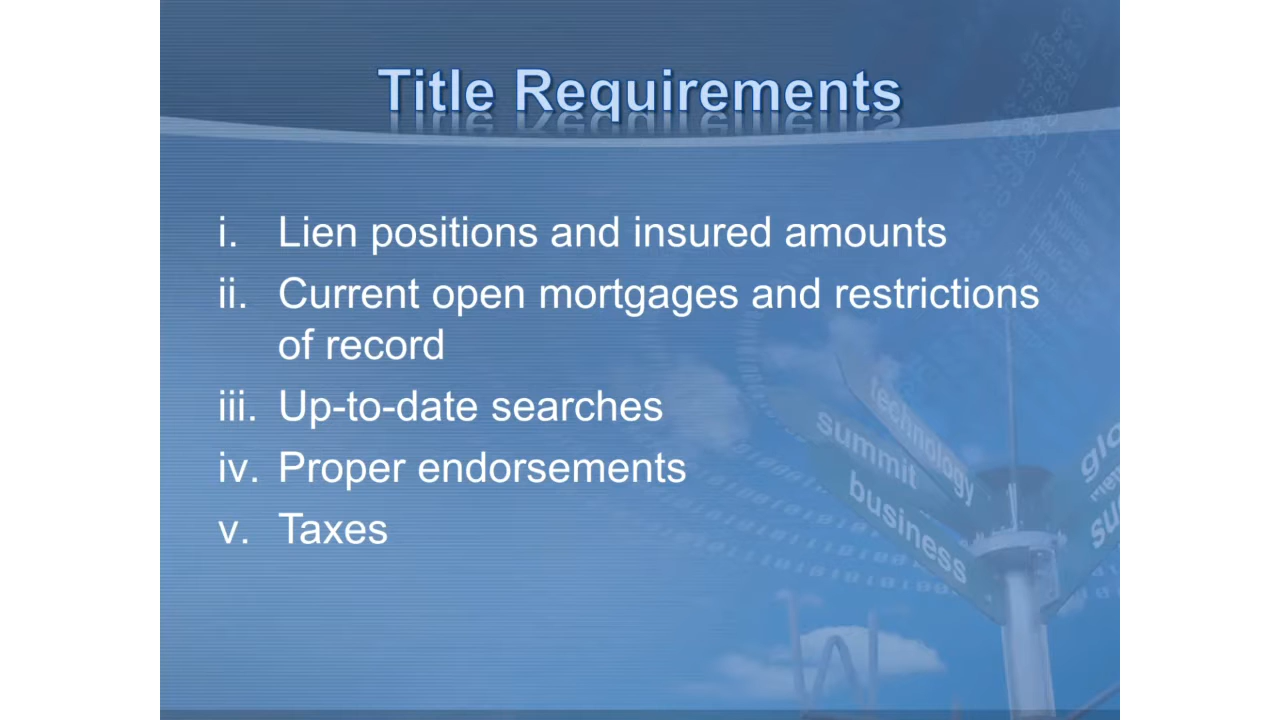 Title Requirements
i. Lien positions and insured amounts
ii. Current open mortgages and restrictions
of record
iii. Up-to-date searches
iv. Proper endorsements
v. Taxes
technology
summit
business